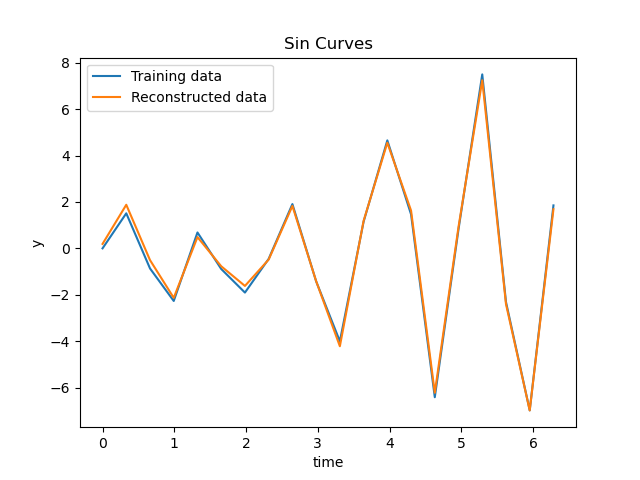 Sin Curves
Training data
Reconstructed data
8
6
4
2
0
−2
−4
−6
y
0 1 2 3 4 5 6
time